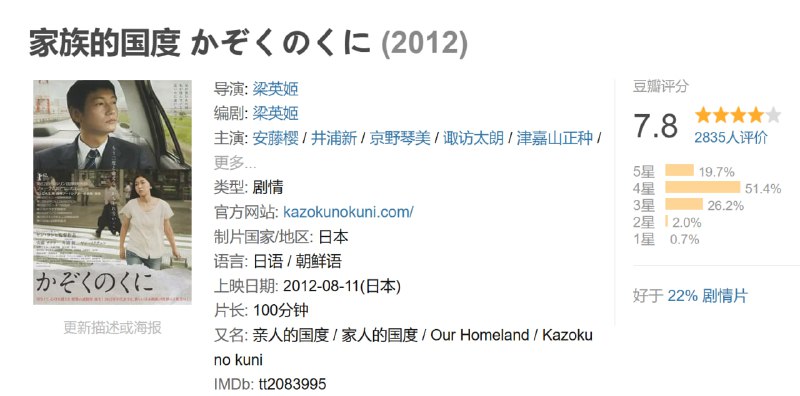 家族的国度 かぞくのくに (2012)
导演: 梁英姬
编剧: 梁英姬
主演: 安藤樱 / 井浦新 / 京野琴美 / 诹访太朗 / 津嘉山正种 /
更多...
类型: 剧情
官方网站: kazokunokuni.com/
制片国家/地区: 日本
语言: 日语 / 朝鲜语
上映日期: 2012-08-11(日本)
片长: 100分钟
又名: 亲人的国度 / 家人的国度 / Our Homeland / Kazoku
no kuni
IMDb: tt2083995
かぞくのくに
更新描述或海报
豆瓣评分
7.8
2835人评价
5星 19.7%
4星 51.4%
3星 26.2%
2星 2.0%
1星 0.7%
好于 22% 剧情片